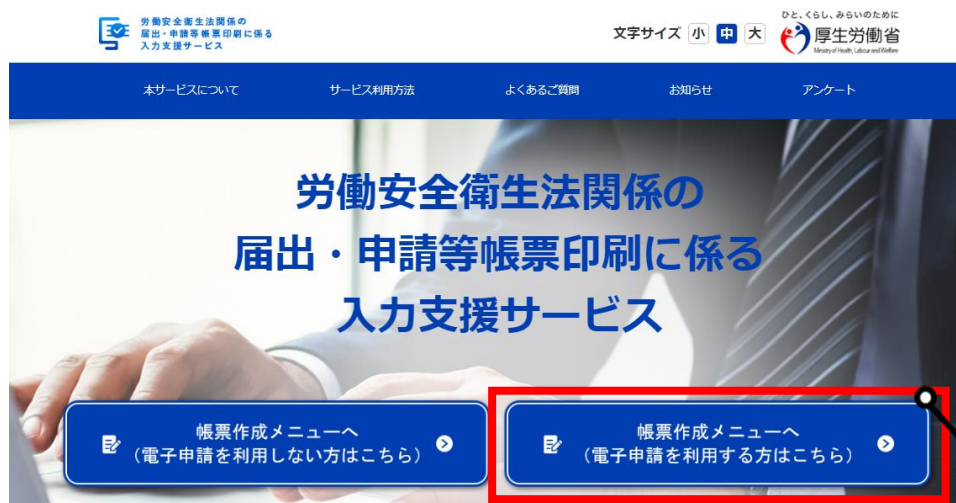 労働安全衛生法関係の
届出・申請等帳票印刷に係る
入力支援サービス
文字サイズ 小 中 大
ひと、くらし、みらいのために
厚生労働省
Ministry of Health, Labour and Welfare
本サービスについて サービス利用方法 よくあるご質問 お知らせ アンケート
労働安全衛生法関係の
届出・申請等帳票印刷に係る
入力支援サービス
帳票作成メニューへ
（電子申請を利用しない方はこちら）
帳票作成メニューへ
（電子申請を利用する方はこちら）